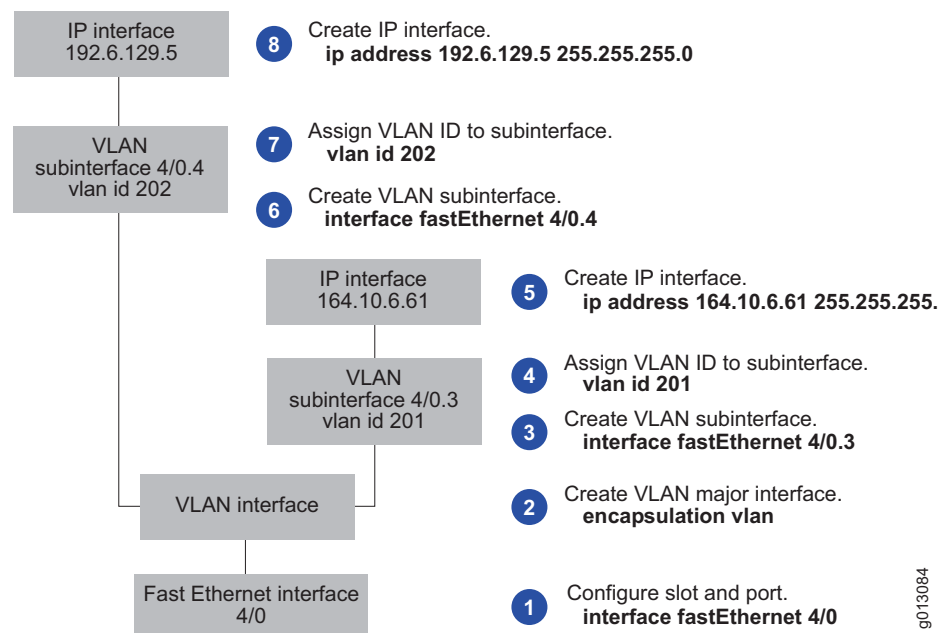 IP interface
192.6.129.5
8
Create IP interface.
ip address 192.6.129.5 255.255.255.0
VLAN
subinterface 4/0.4
vlan id 202
7
Assign VLAN ID to subinterface.
vlan id 202
6
Create VLAN subinterface.
interface fastEthernet 4/0.4
IP interface
164.10.6.61
5
Create IP interface.
ip address 164.10.6.61 255.255.255.
VLAN
subinterface 4/0.3
vlan id 201
4
Assign VLAN ID to subinterface.
vlan id 201
3
Create VLAN subinterface.
interface fastEthernet 4/0.3
VLAN interface
2
Create VLAN major interface.
encapsulation vlan
Fast Ethernet interface
4/0
1
Configure slot and port.
interface fastEthernet 4/0
g013084